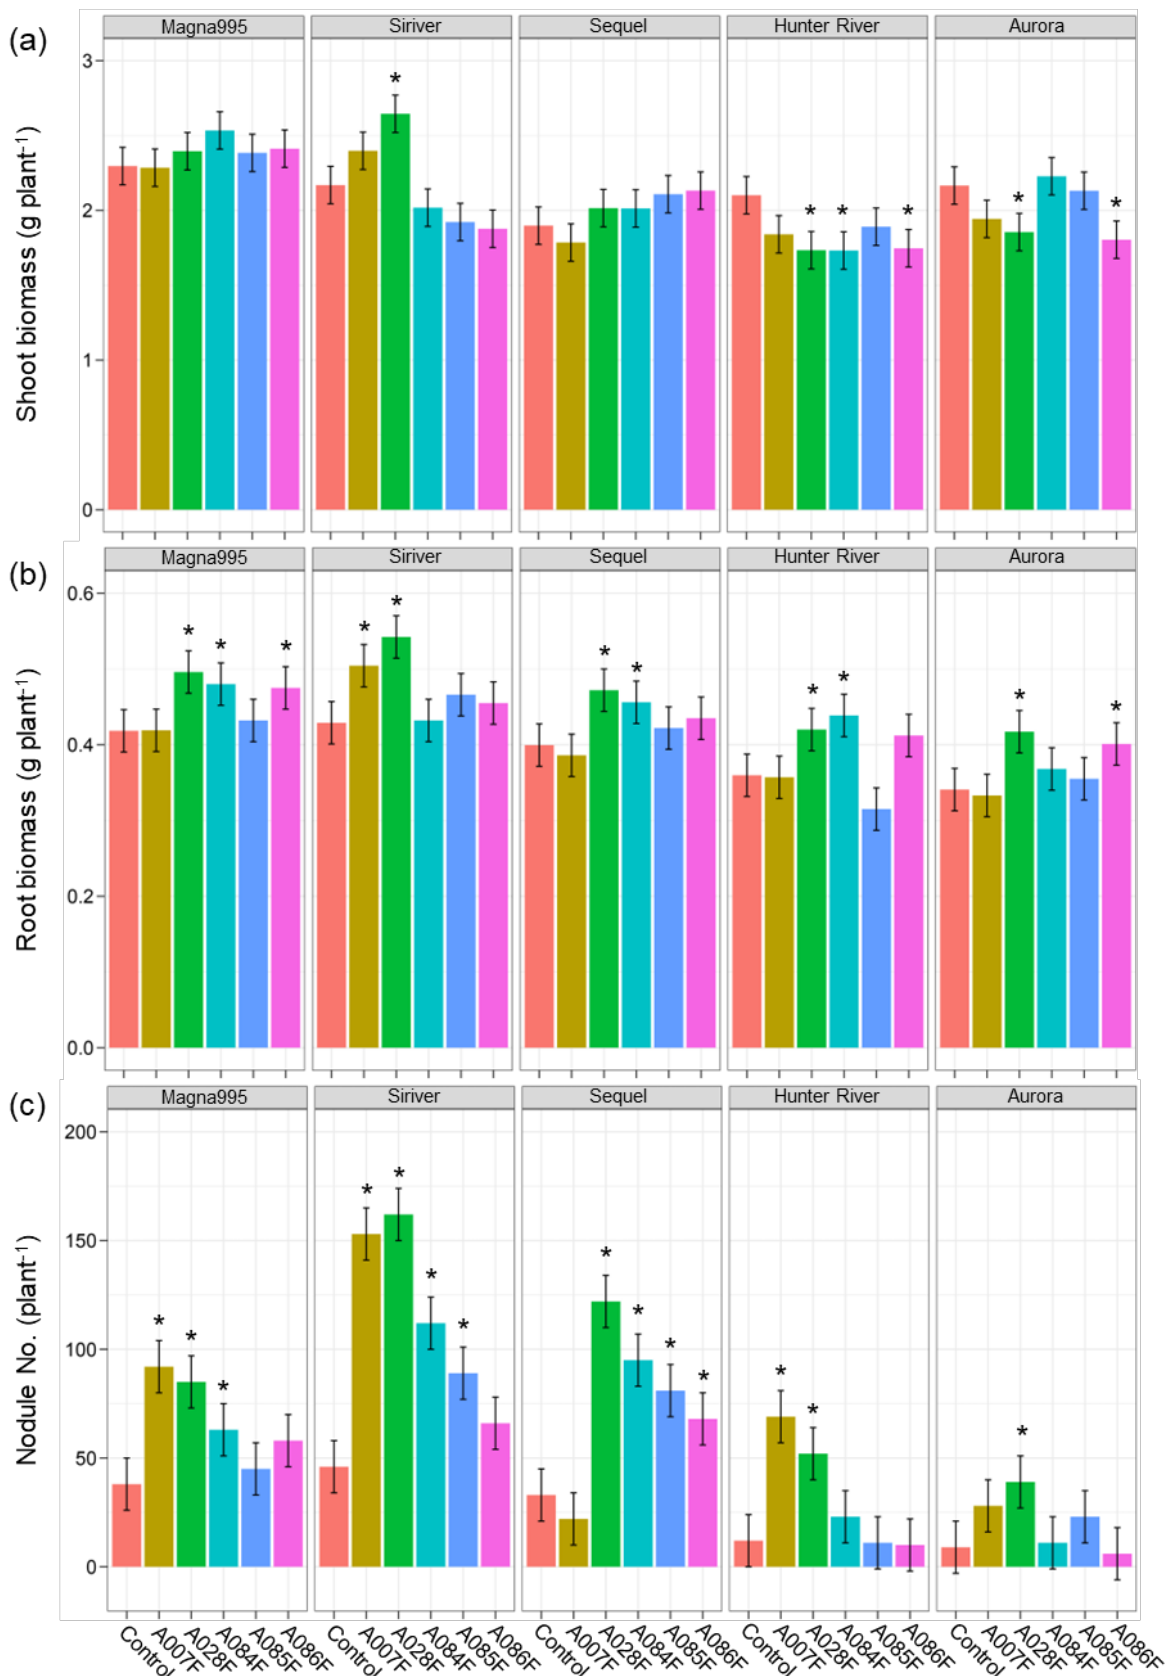 (a)
Magna995 Siriver Sequel Hunter River Aurora
Shoot biomass (g plant⁻¹)
3
2
1
0
* * * * * *
(b)
Magna995 Siriver Sequel Hunter River Aurora
Root biomass (g plant⁻¹)
0.6
0.4
0.2
0.0
* * * * * * * * * * *
(c)
Magna995 Siriver Sequel Hunter River Aurora
Nodule No. (plant⁻¹)
200
150
100
50
0
* * * * * * * * * * * * * *
Control A007F A028F A084F A085F A086F Control A007F A028F A084F A085F A086F Control A007F A028F A084F A085F A086F Control A007F A028F A084F A085F A086F Control A007F A028F A084F A085F A086F